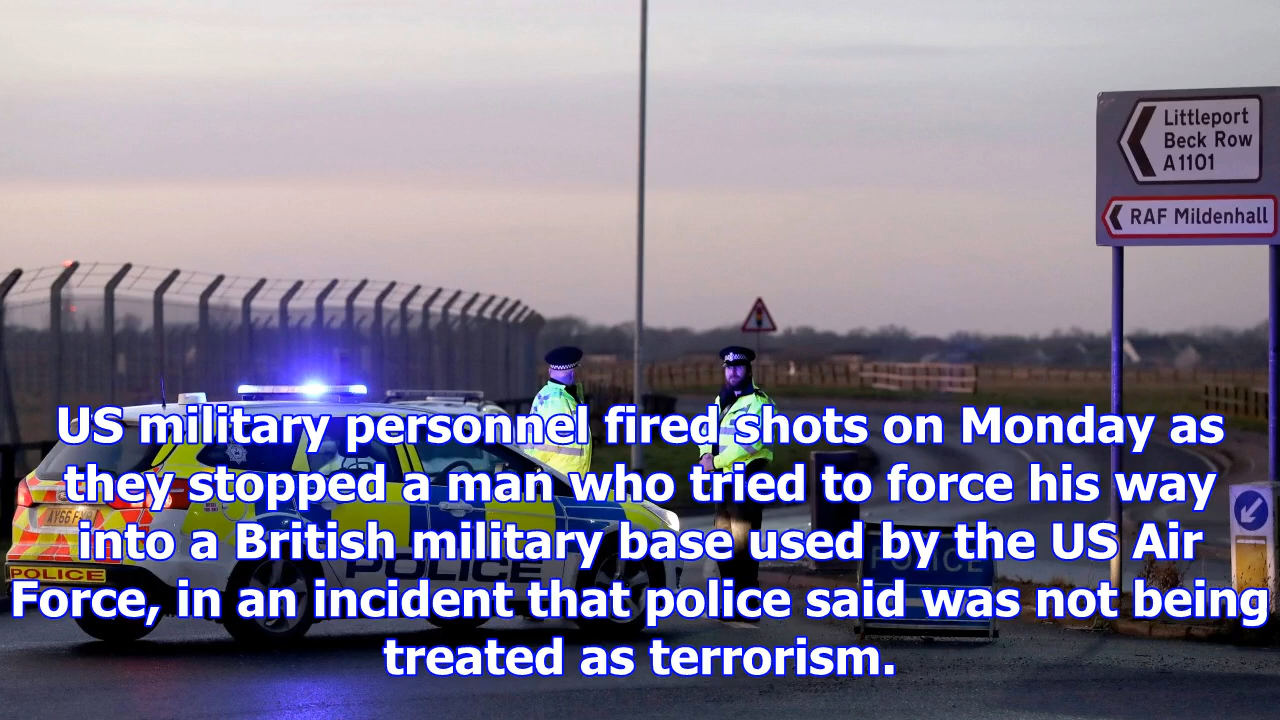 Littleport
Beck Row
A1101
RAF Mildenhall
US military personnel fired shots on Monday as
they stopped a man who tried to force his way
into a British military base used by the US Air
Force, in an incident that police said was not being
treated as terrorism.
POLICE
POLICE
POLICE